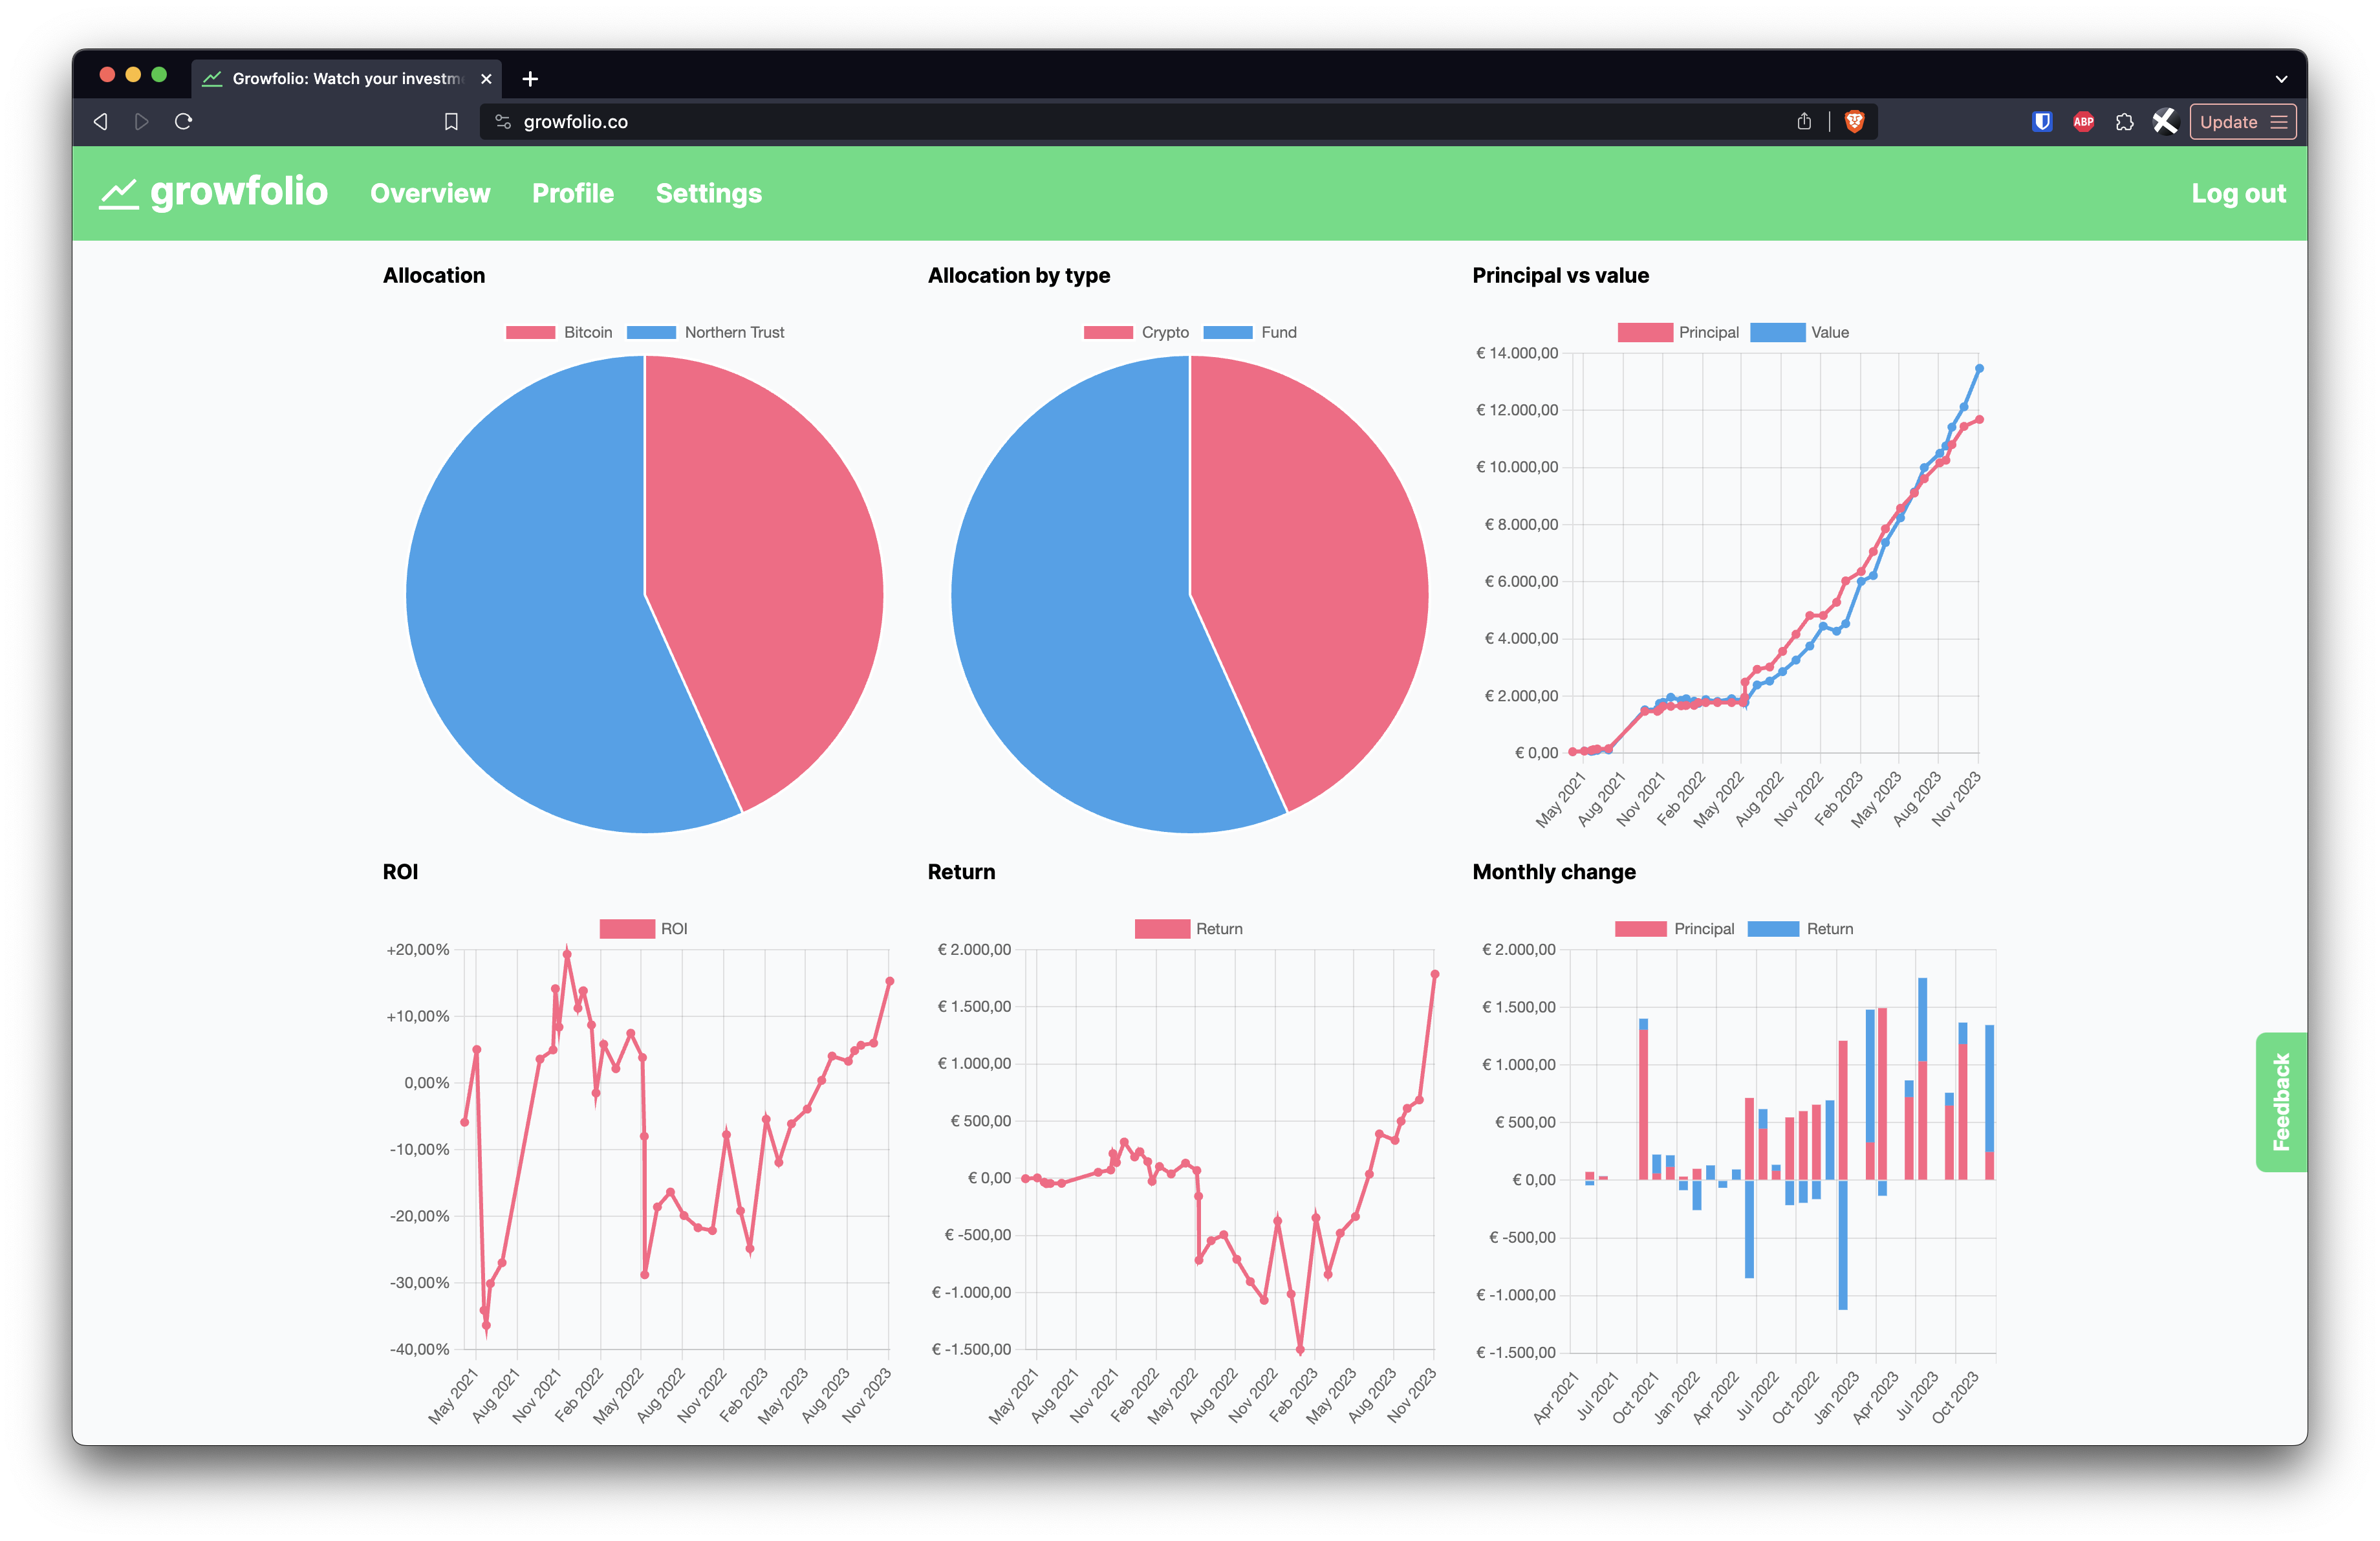 Growfolio: Watch your investm
growfolio.co
ABP
Update
growfolio Overview Profile Settings Log out
Allocation
Bitcoin Northern Trust
Allocation by type
Crypto Fund
Principal vs value
Principal Value
€ 14.000,00
€ 12.000,00
€ 10.000,00
€ 8.000,00
€ 6.000,00
€ 4.000,00
€ 2.000,00
€ 0,00
May 2021 Aug 2021 Nov 2021 Feb 2022 May 2022 Aug 2022 Nov 2022 Feb 2023 May 2023 Aug 2023 Nov 2023
ROI
ROI
+20,00%
+10,00%
0,00%
-10,00%
-20,00%
-30,00%
-40,00%
May 2021 Aug 2021 Nov 2021 Feb 2022 May 2022 Aug 2022 Nov 2022 Feb 2023 May 2023 Aug 2023 Nov 2023
Return
Return
€ 2.000,00
€ 1.500,00
€ 1.000,00
€ 500,00
€ 0,00
€ -500,00
€ -1.000,00
€ -1.500,00
May 2021 Aug 2021 Nov 2021 Feb 2022 May 2022 Aug 2022 Nov 2022 Feb 2023 May 2023 Aug 2023 Nov 2023
Monthly change
Principal Return
€ 2.000,00
€ 1.500,00
€ 1.000,00
€ 500,00
€ 0,00
€ -500,00
€ -1.000,00
€ -1.500,00
Apr 2021 Jul 2021 Oct 2021 Jan 2022 Apr 2022 Jul 2022 Oct 2022 Jan 2023 Apr 2023 Jul 2023 Oct 2023
Feedback